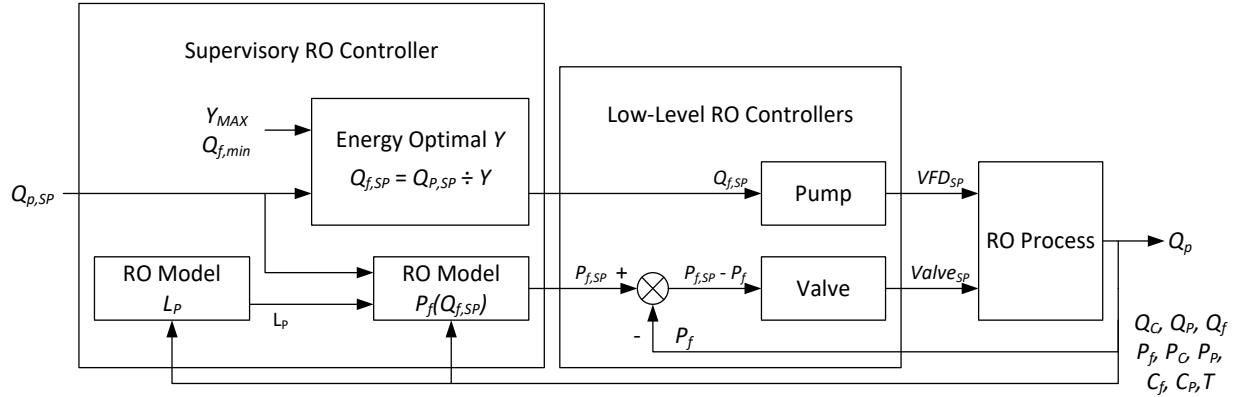 Supervisory RO Controller
Y_MAX
Q_f,min
Energy Optimal Y
Q_f,SP = Q_P,SP ÷ Y
Q_p,SP
RO Model
L_P
L_P
RO Model
P_f(Q_f,SP)
Low-Level RO Controllers
Q_f,SP
Pump
VFD_SP
P_f,SP +
P_f,SP - P_f
Valve
Valve_SP
- P_f
RO Process
Q_p
Q_C, Q_P, Q_f
P_f, P_C, P_P,
C_f, C_P,T